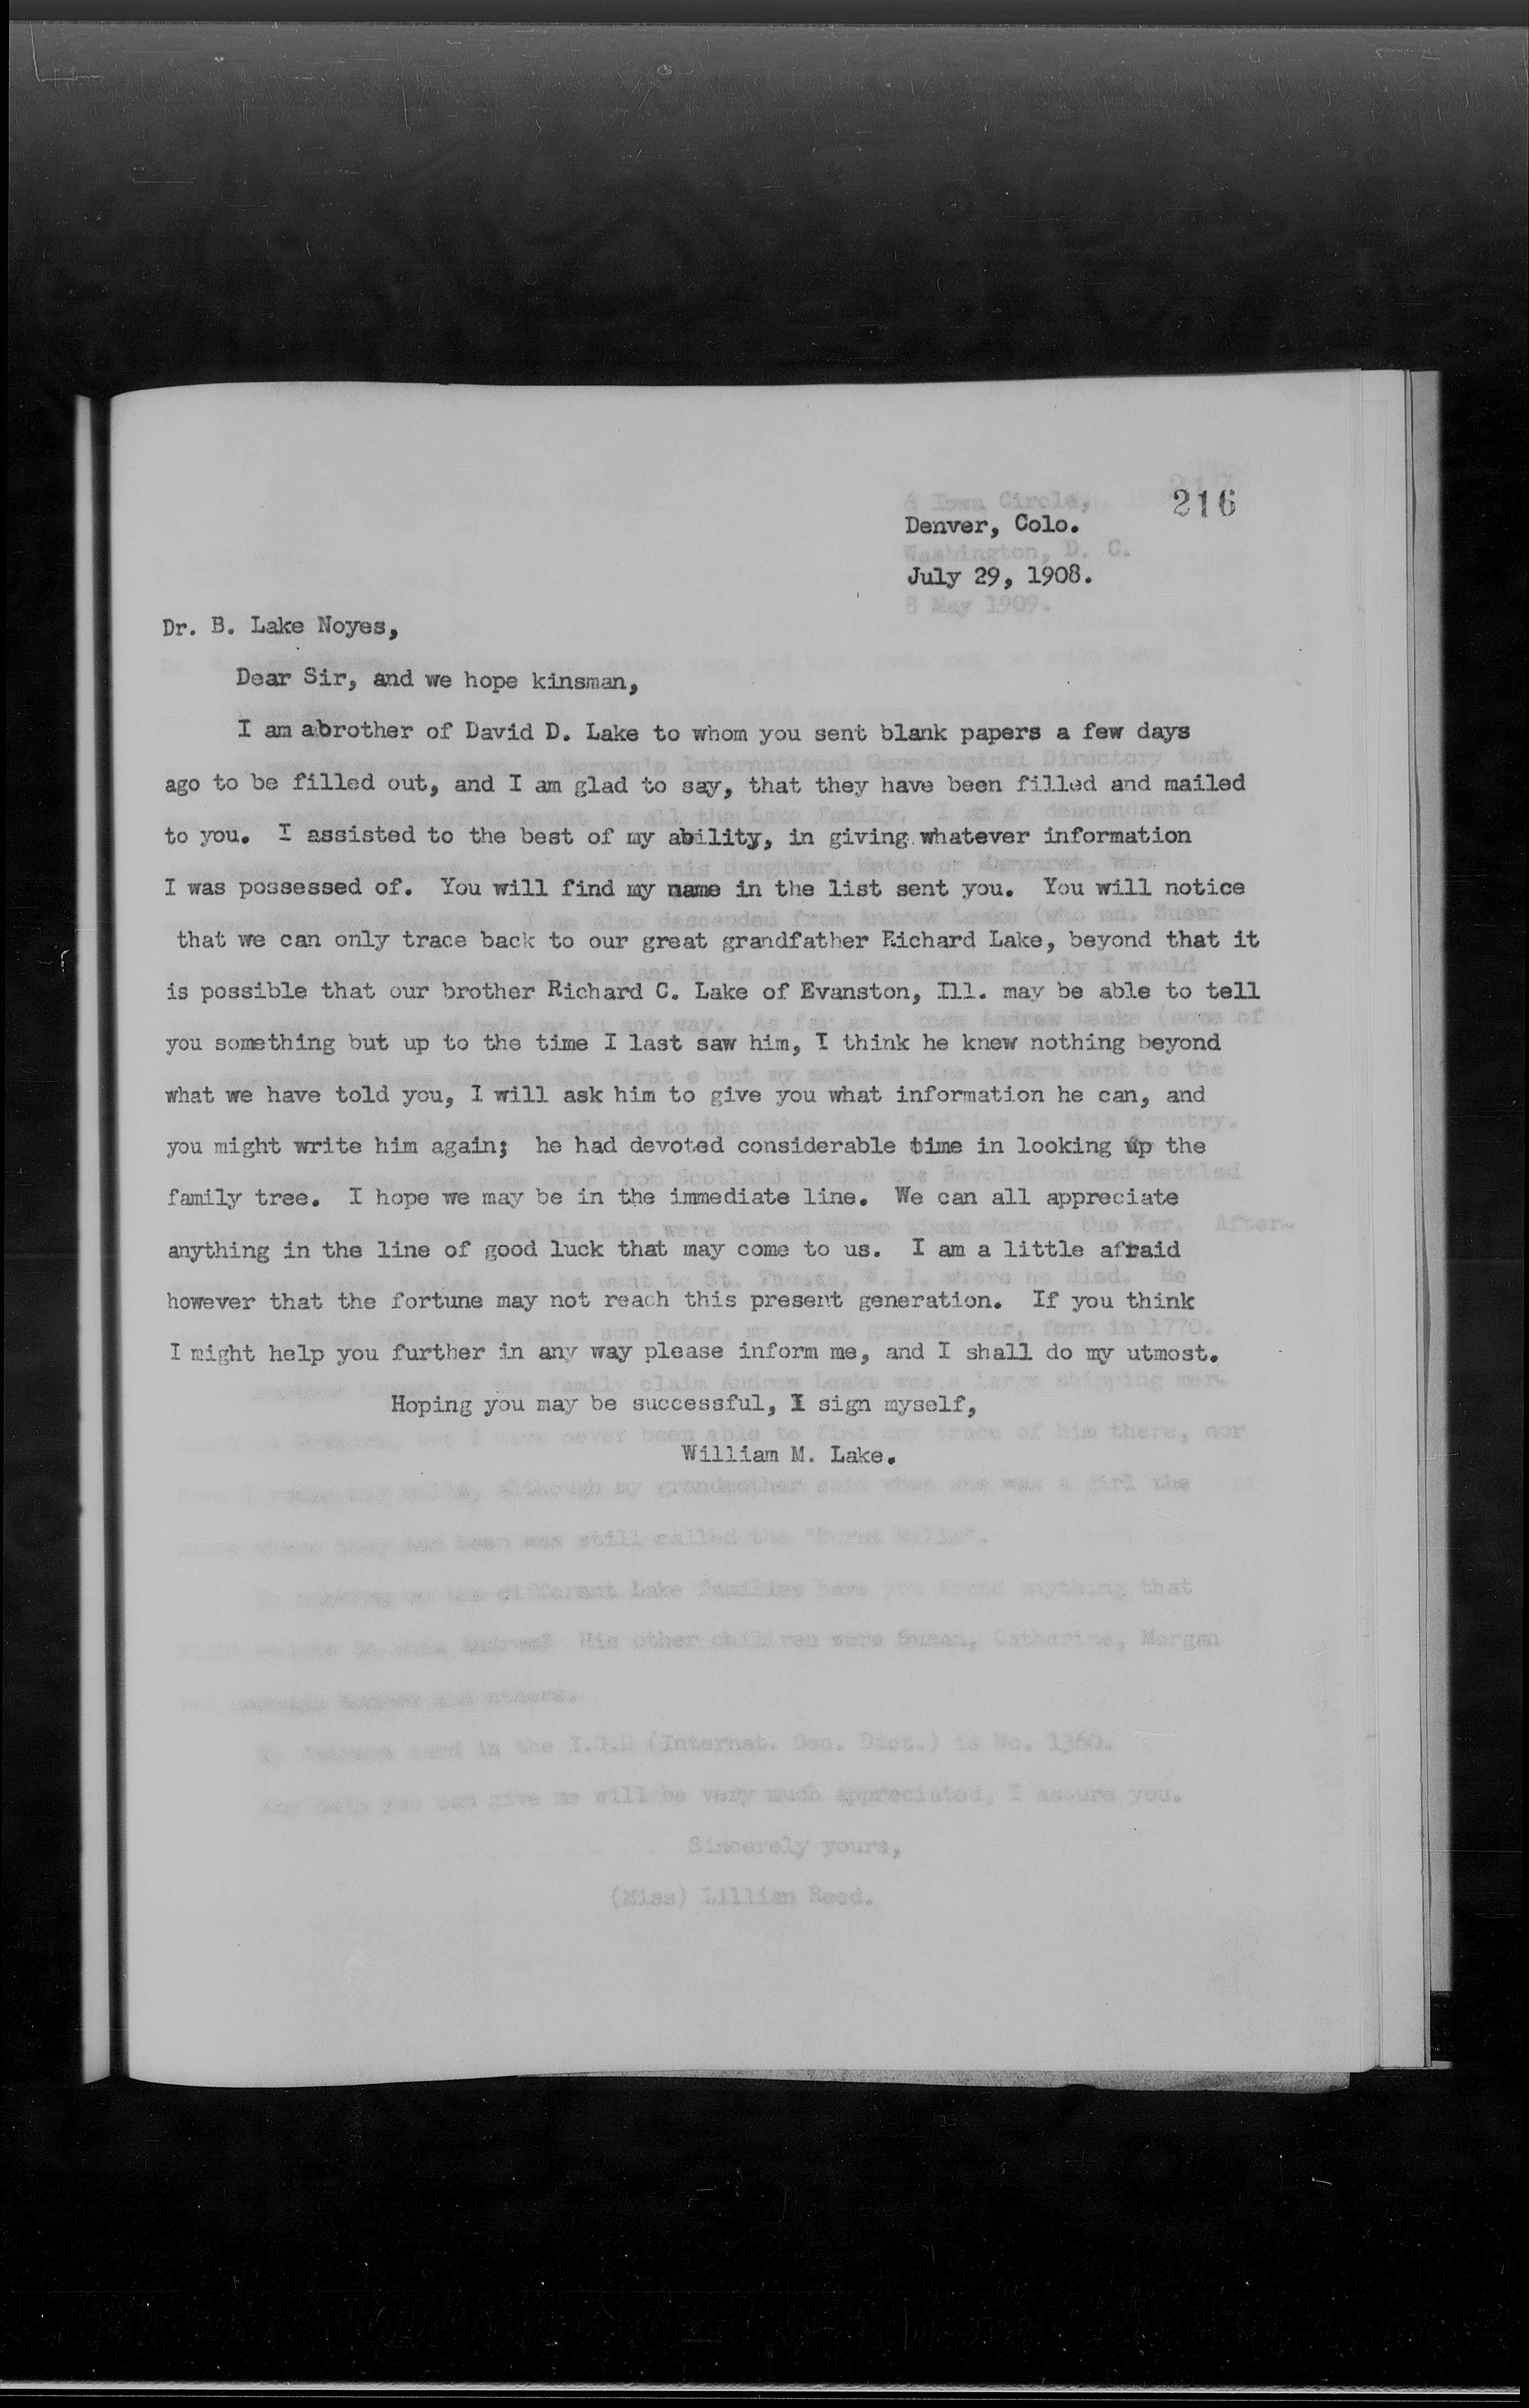 216
Denver, Colo.
July 29, 1908.
Dr. B. Lake Noyes,
Dear Sir, and we hope kinsman,
I am abrother of David D. Lake to whom you sent blank papers a few days
ago to be filled out, and I am glad to say, that they have been filled and mailed
to you. I assisted to the best of my ability, in giving whatever information
I was possessed of. You will find my name in the list sent you. You will notice
that we can only trace back to our great grandfather Richard Lake, beyond that it
is possible that our brother Richard C. Lake of Evanston, Ill. may be able to tell
you something but up to the time I last saw him, I think he knew nothing beyond
what we have told you, I will ask him to give you what information he can, and
you might write him again; he had devoted considerable time in looking up the
family tree. I hope we may be in the immediate line. We can all appreciate
anything in the line of good luck that may come to us. I am a little afraid
however that the fortune may not reach this present generation. If you think
I might help you further in any way please inform me, and I shall do my utmost.
Hoping you may be successful, I sign myself,
William M. Lake.